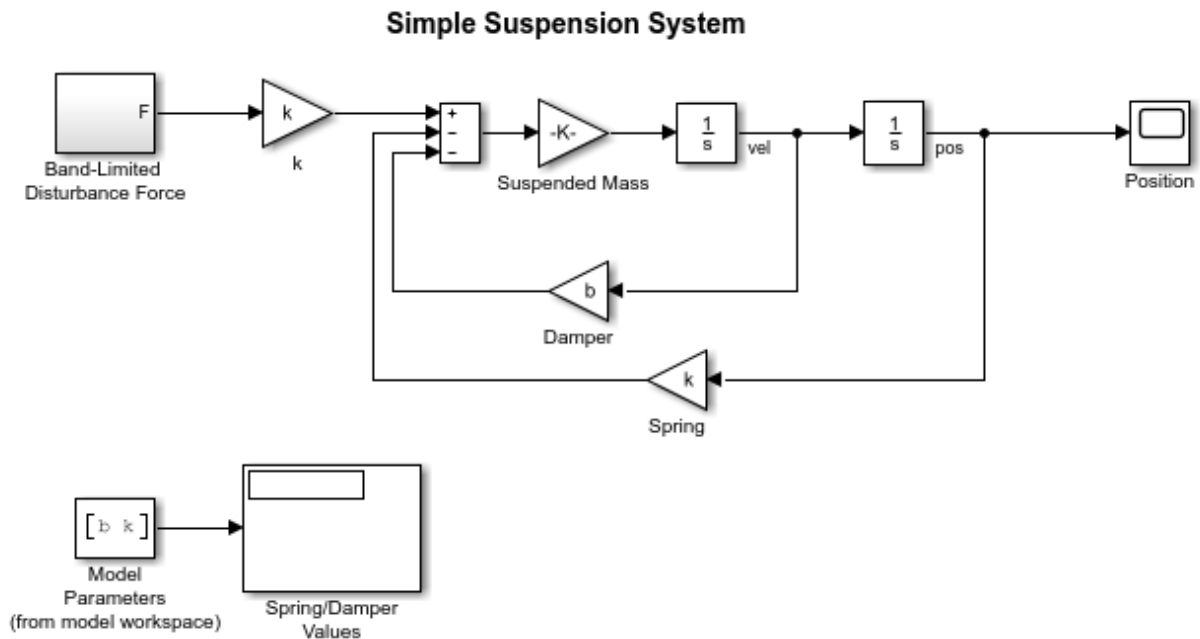 Simple Suspension System
F
Band-Limited
Disturbance Force
k
k
+
−
−
-K-
Suspended Mass
1
s
vel
1
s
pos
Position
b
Damper
k
Spring
[b k]
Model
Parameters
(from model workspace)
Spring/Damper
Values